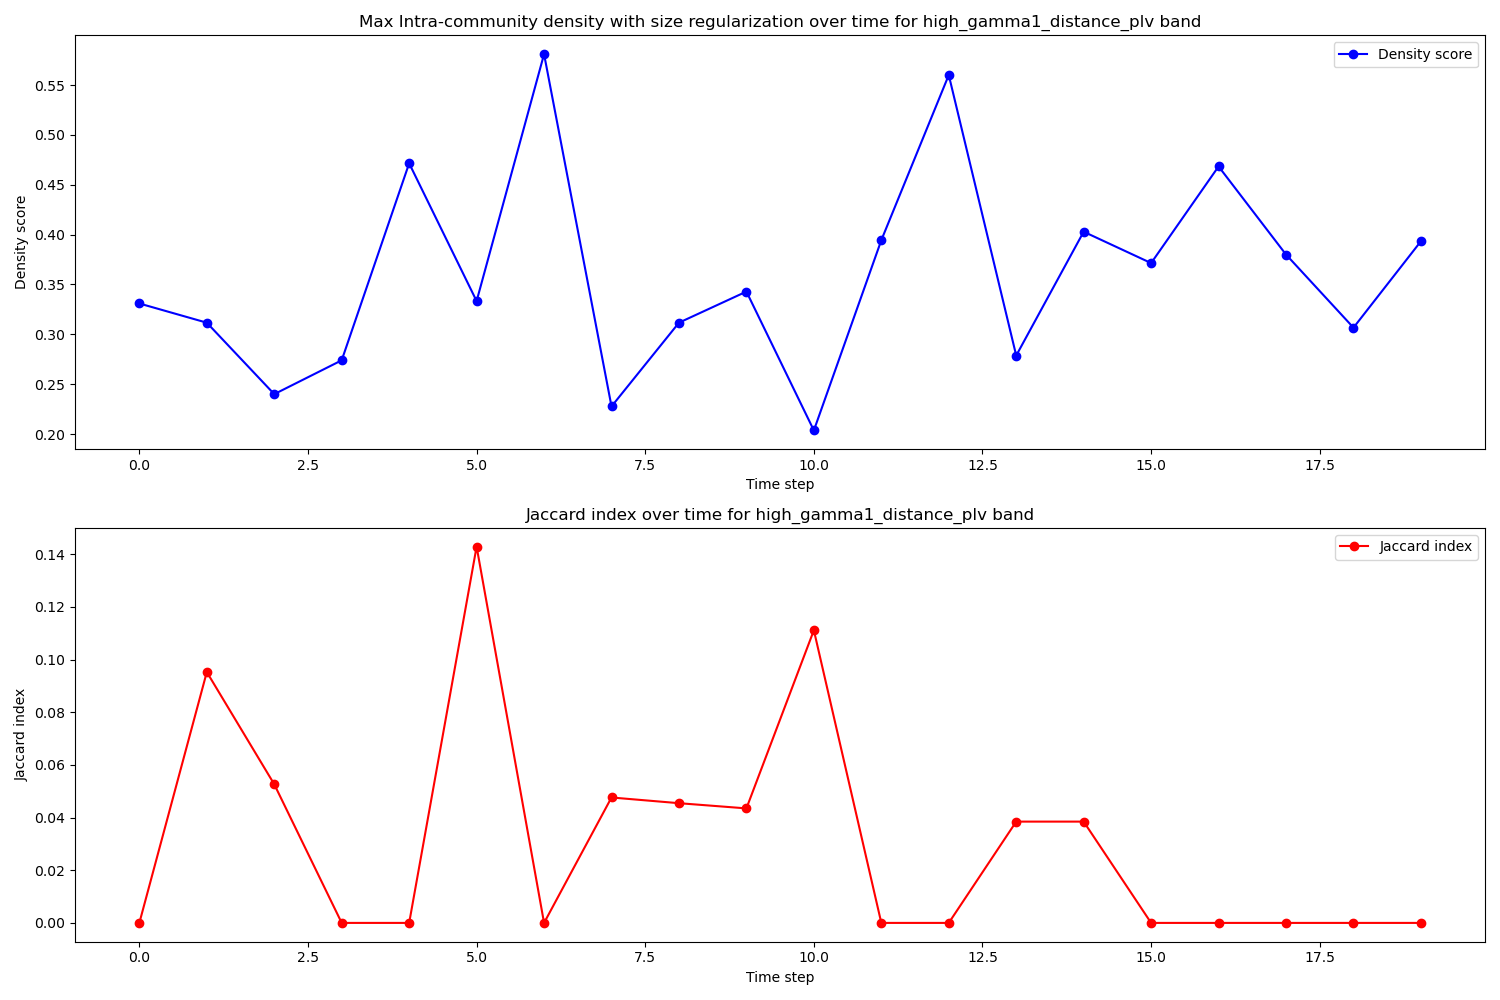 Max Intra-community density with size regularization over time for high_gamma1_distance_plv band
Density score
Density score
0.55
0.50
0.45
0.40
0.35
0.30
0.25
0.20
0.0 2.5 5.0 7.5 10.0 12.5 15.0 17.5
Time step
Jaccard index over time for high_gamma1_distance_plv band
Jaccard index
Jaccard index
0.14
0.12
0.10
0.08
0.06
0.04
0.02
0.00
0.0 2.5 5.0 7.5 10.0 12.5 15.0 17.5
Time step